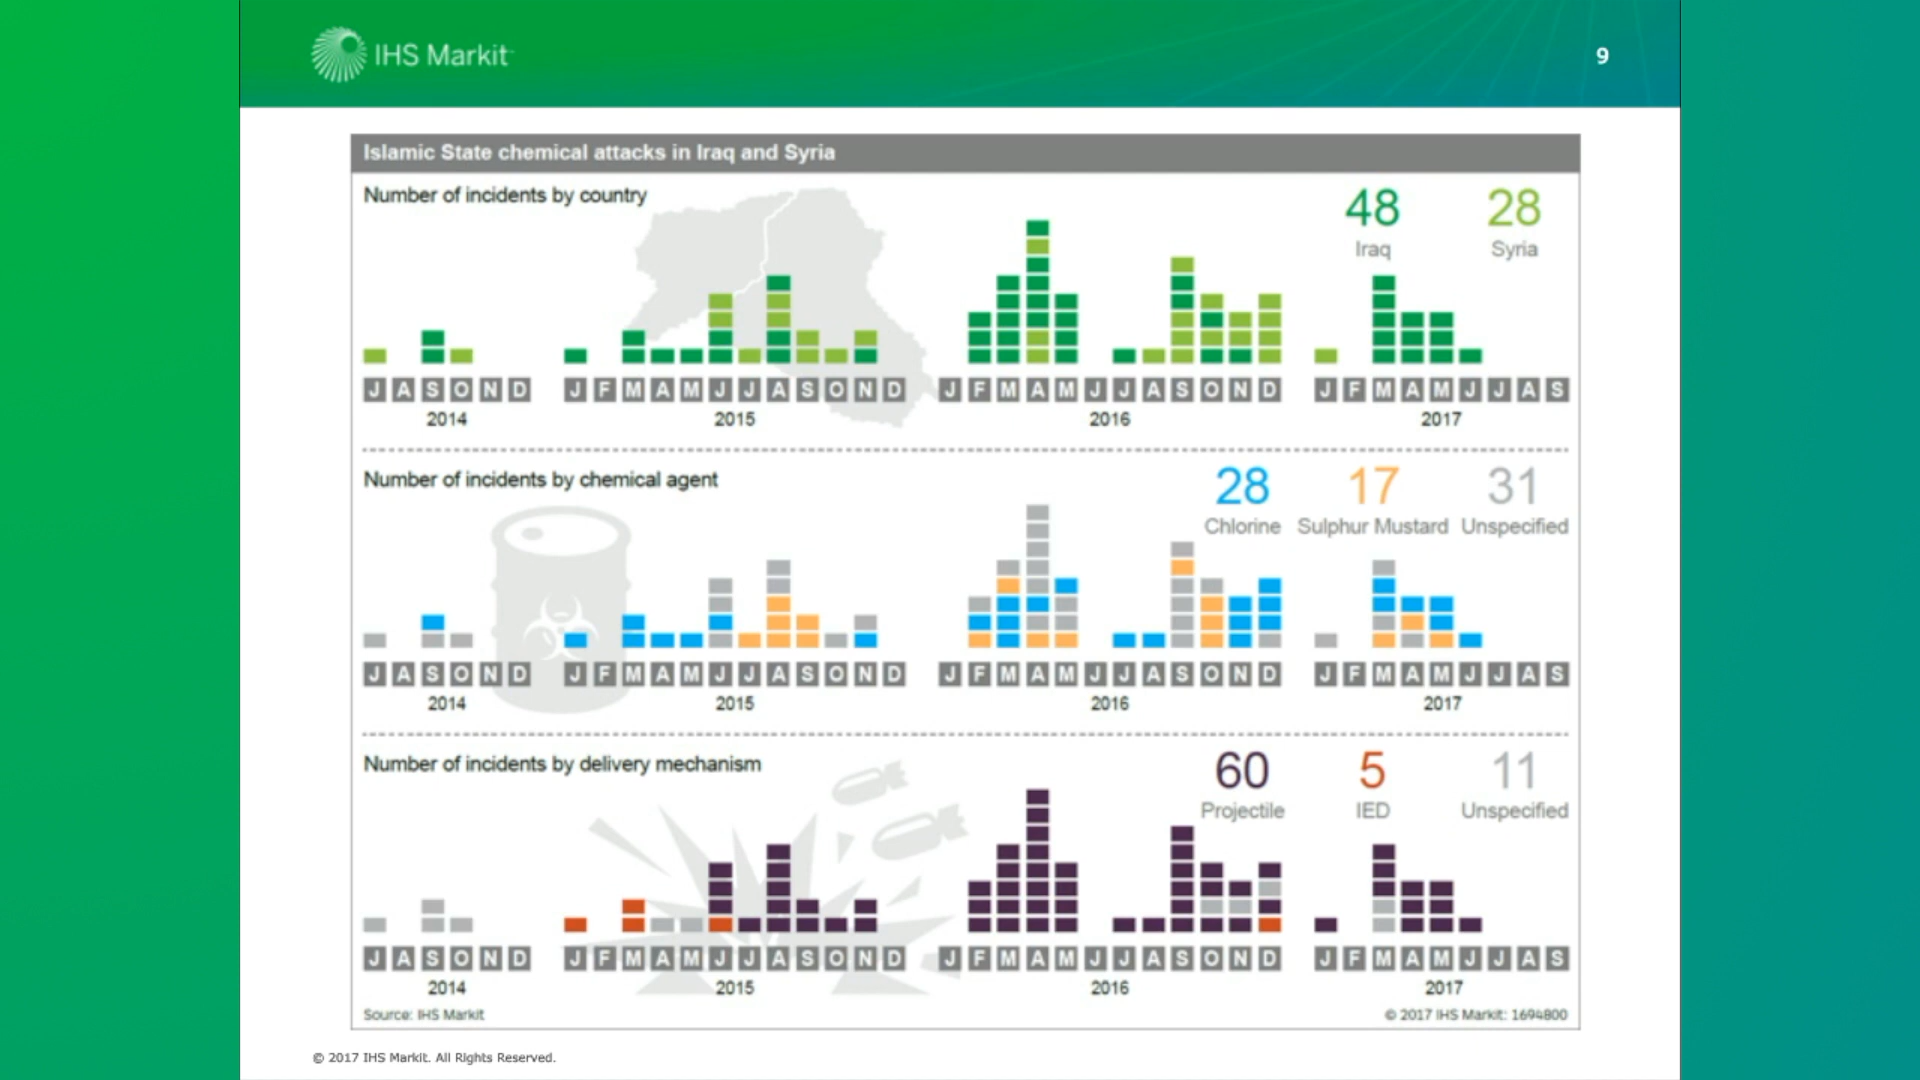 IHS Markit
9
Islamic State chemical attacks in Iraq and Syria
Number of incidents by country
48 28
Iraq Syria
J A S O N D J F M A M J J A S O N D J F M A M J J A S O N D J F M A M J J A S
2014 2015 2016 2017
Number of incidents by chemical agent
28 17 31
Chlorine Sulphur Mustard Unspecified
J A S O N D J F M A M J J A S O N D J F M A M J J A S O N D J F M A M J J A S
2014 2015 2016 2017
Number of incidents by delivery mechanism
60 5 11
Projectile IED Unspecified
J A S O N D J F M A M J J A S O N D J F M A M J J A S O N D J F M A M J J A S
2014 2015 2016 2017
Source: IHS Markit © 2017 IHS Markit: 1694800
© 2017 IHS Markit. All Rights Reserved.